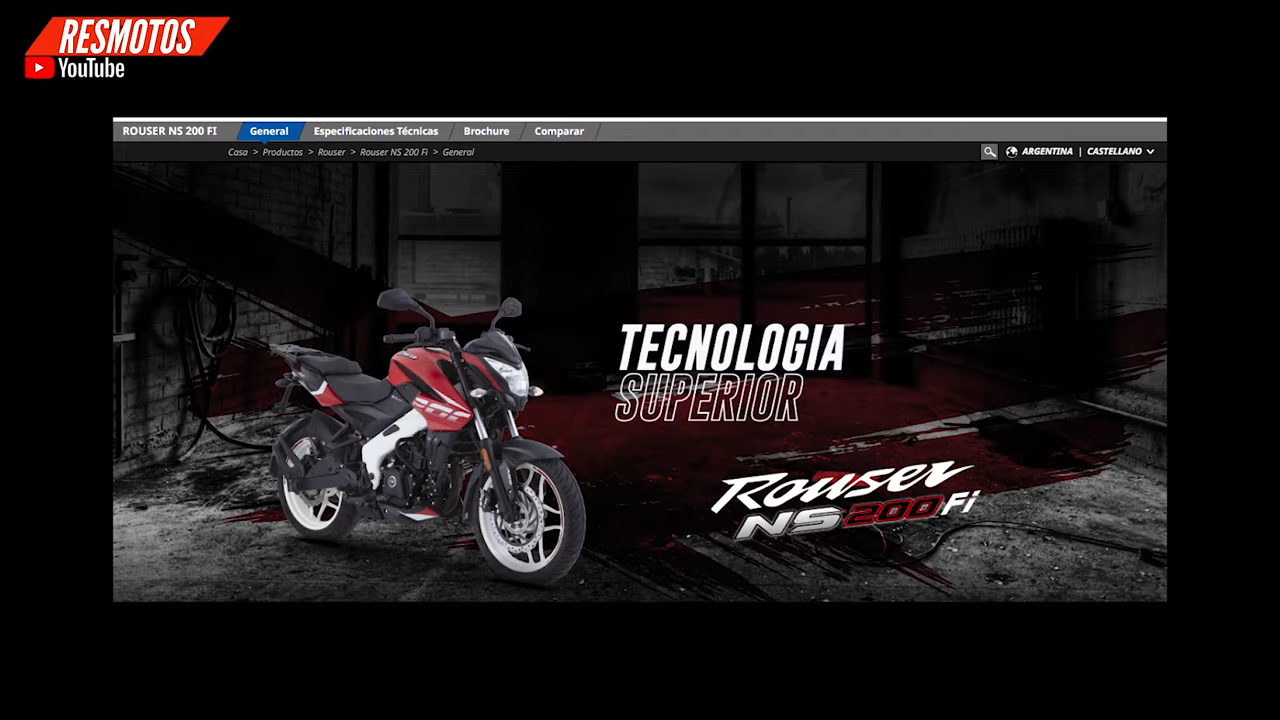 RESMOTOS
YouTube
ROUSER NS 200 FI General Especificaciones Técnicas Brochure Comparar
Casa > Productos > Rouser > Rouser NS 200 Fi > General ARGENTINA | CASTELLANO
TECNOLOGIA
SUPERIOR
Rouser
NS 200 Fi
200